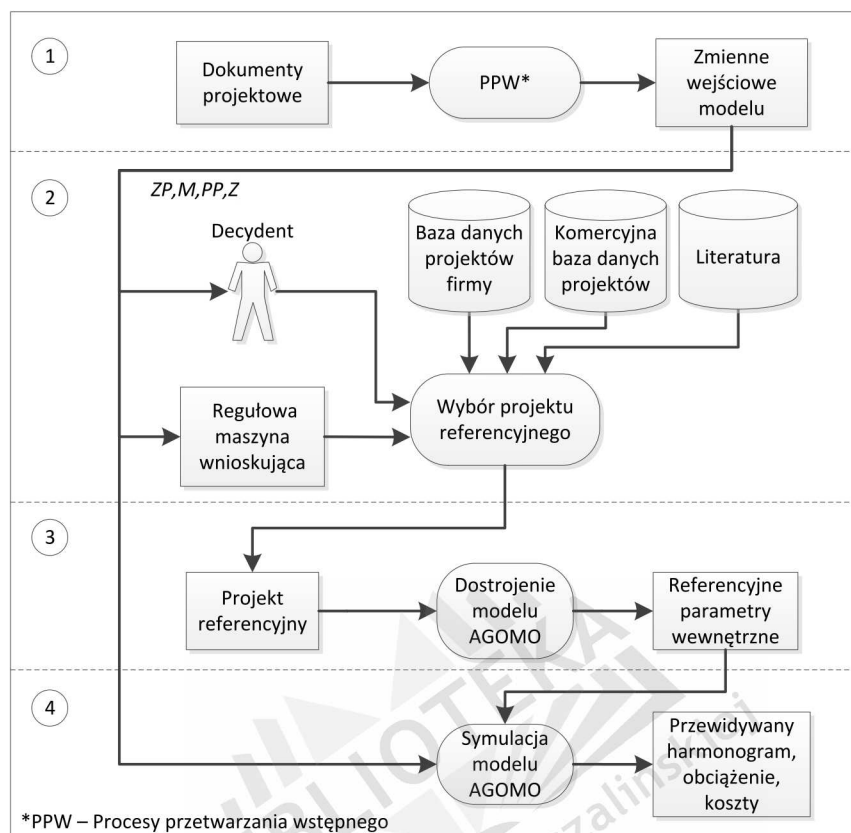 1
Dokumenty
projektowe
PPW*
Zmienne
wejściowe
modelu
2
ZP,M,PP,Z
Decydent
Baza danych
projektów
firmy
Komercyjna
baza danych
projektów
Literatura
Regułowa
maszyna
wnioskująca
Wybór projektu
referencyjnego
3
Projekt
referencyjny
Dostrojenie
modelu
AGOMO
Referencyjne
parametry
wewnętrzne
4
Symulacja
modelu
AGOMO
Przewidywany
harmonogram,
obciążenie,
koszty
*PPW – Procesy przetwarzania wstępnego
BIBLIOTEKA